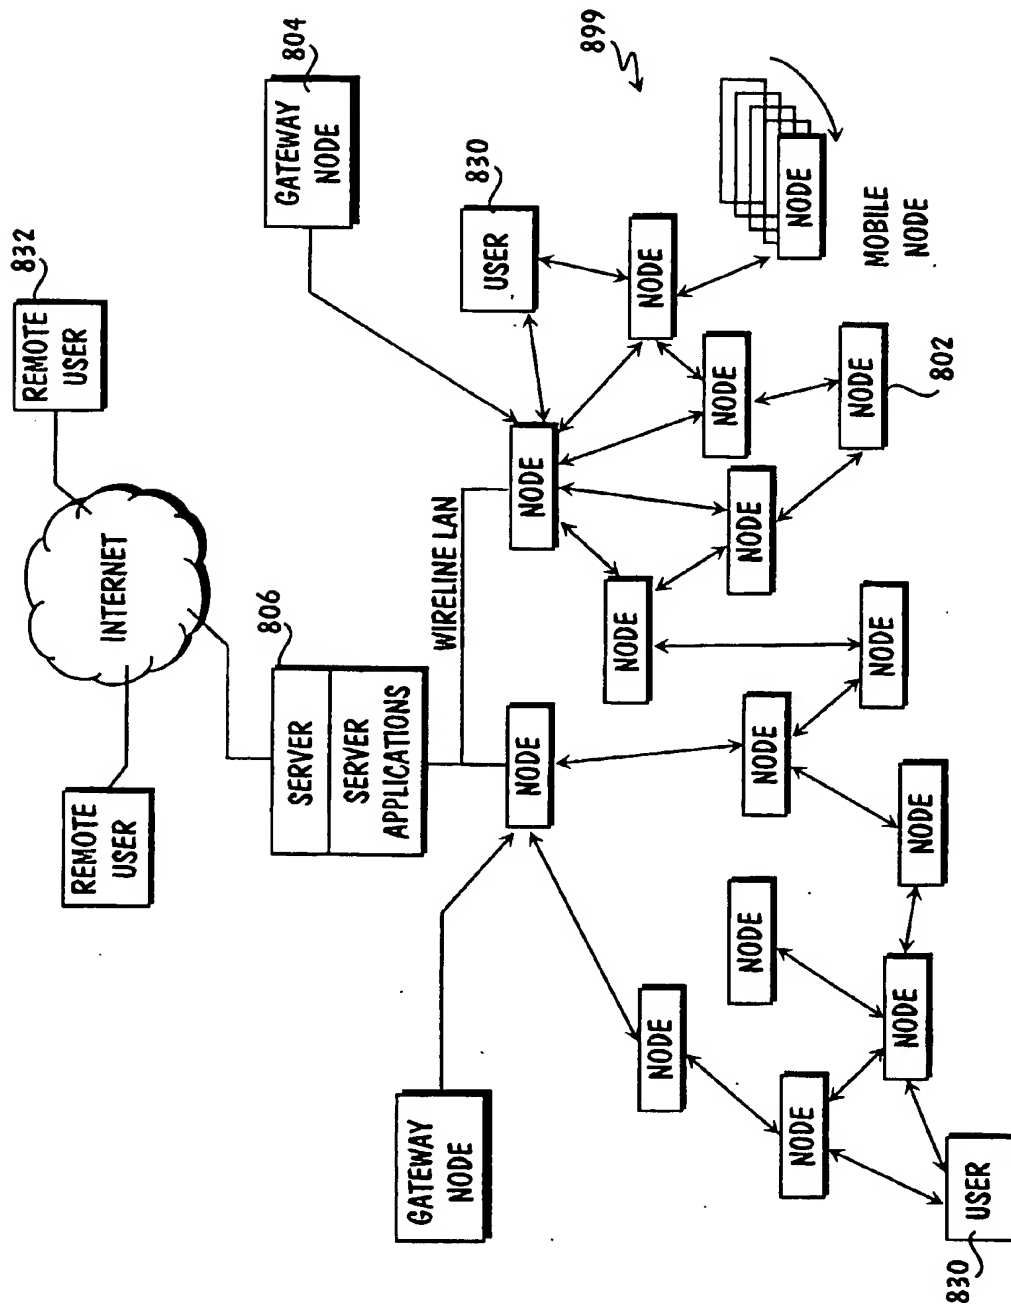 REMOTE
USER
832
REMOTE
USER
INTERNET
806
SERVER
SERVER
APPLICATIONS
WIRELINE LAN
GATEWAY
NODE
804
GATEWAY
NODE
NODE
NODE
USER
830
899
NODE
NODE
NODE
NODE
NODE
NODE
MOBILE
NODE
NODE
802
NODE
NODE
NODE
NODE
NODE
NODE
NODE
USER
830